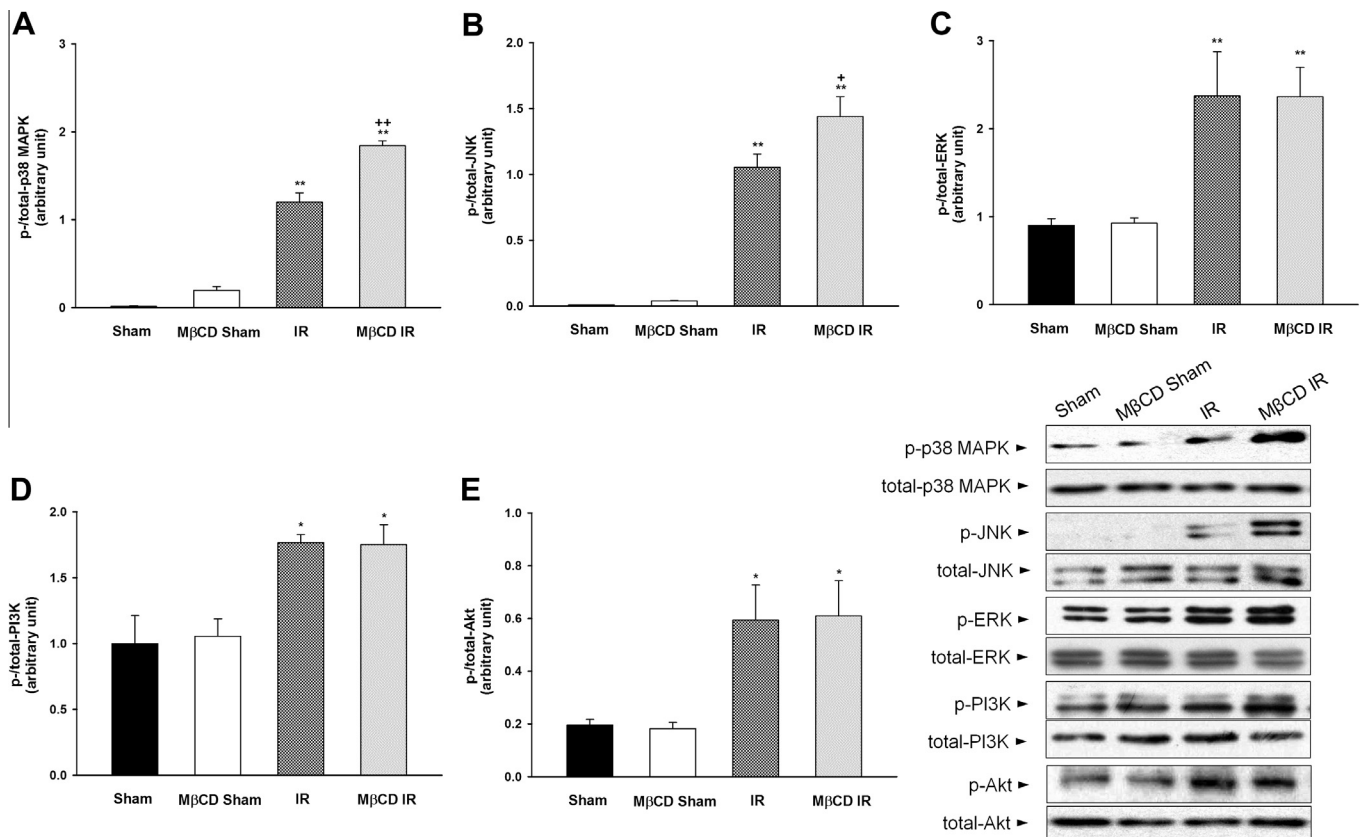 A
p-/total-p38 MAPK
(arbitrary unit)
3
2
1
0
**
++
**
Sham
MβCD Sham
IR
MβCD IR
B
p-/total-JNK
(arbitrary unit)
2.0
1.5
1.0
0.5
0.0
**
+
**
Sham
MβCD Sham
IR
MβCD IR
C
p-/total-ERK
(arbitrary unit)
3
2
1
0
**
**
Sham
MβCD Sham
IR
MβCD IR
D
p-/total-PI3K
(arbitrary unit)
2.0
1.5
1.0
0.5
0.0
*
*
Sham
MβCD Sham
IR
MβCD IR
E
p-/total-Akt
(arbitrary unit)
1.0
0.8
0.6
0.4
0.2
0.0
*
*
Sham
MβCD Sham
IR
MβCD IR
Sham
MβCD Sham
IR
MβCD IR
p-p38 MAPK ►
total-p38 MAPK ►
p-JNK ►
total-JNK ►
p-ERK ►
total-ERK ►
p-PI3K ►
total-PI3K ►
p-Akt ►
total-Akt ►